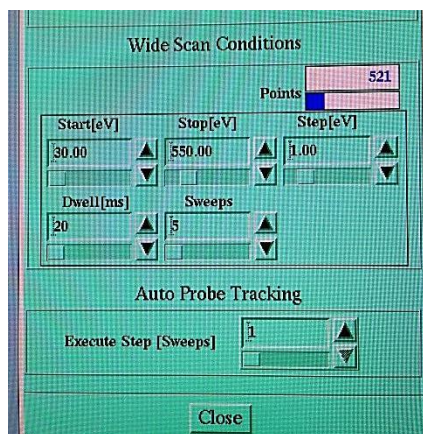 Wide Scan Conditions
521
Points
Start[eV] Stop[eV] Step[eV]
30.00 550.00 1.00
Dwell[ms] Sweeps
20 5
Auto Probe Tracking
Execute Step [Sweeps] 1
Close